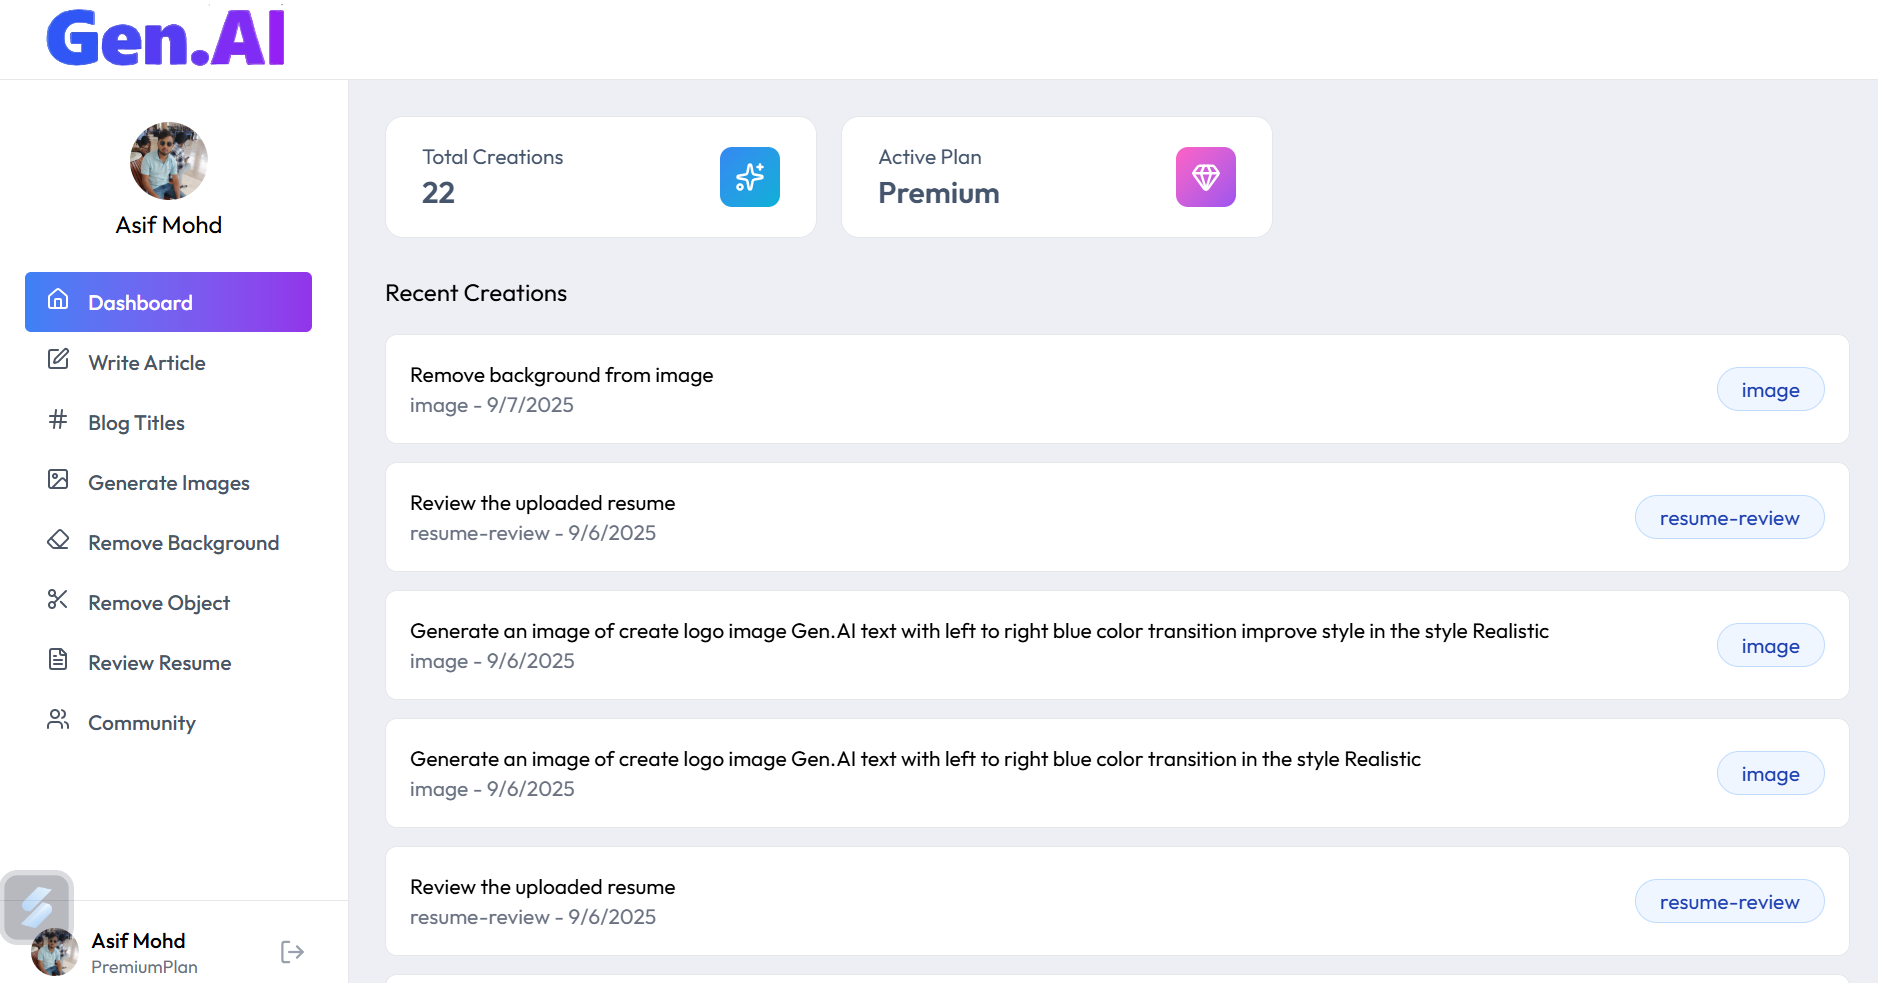 Gen.AI
Asif Mohd
Dashboard
Write Article
Blog Titles
Generate Images
Remove Background
Remove Object
Review Resume
Community
Asif Mohd
PremiumPlan
Total Creations
22
Active Plan
Premium
Recent Creations
Remove background from image
image - 9/7/2025
image
Review the uploaded resume
resume-review - 9/6/2025
resume-review
Generate an image of create logo image Gen.AI text with left to right blue color transition improve style in the style Realistic
image - 9/6/2025
image
Generate an image of create logo image Gen.AI text with left to right blue color transition in the style Realistic
image - 9/6/2025
image
Review the uploaded resume
resume-review - 9/6/2025
resume-review